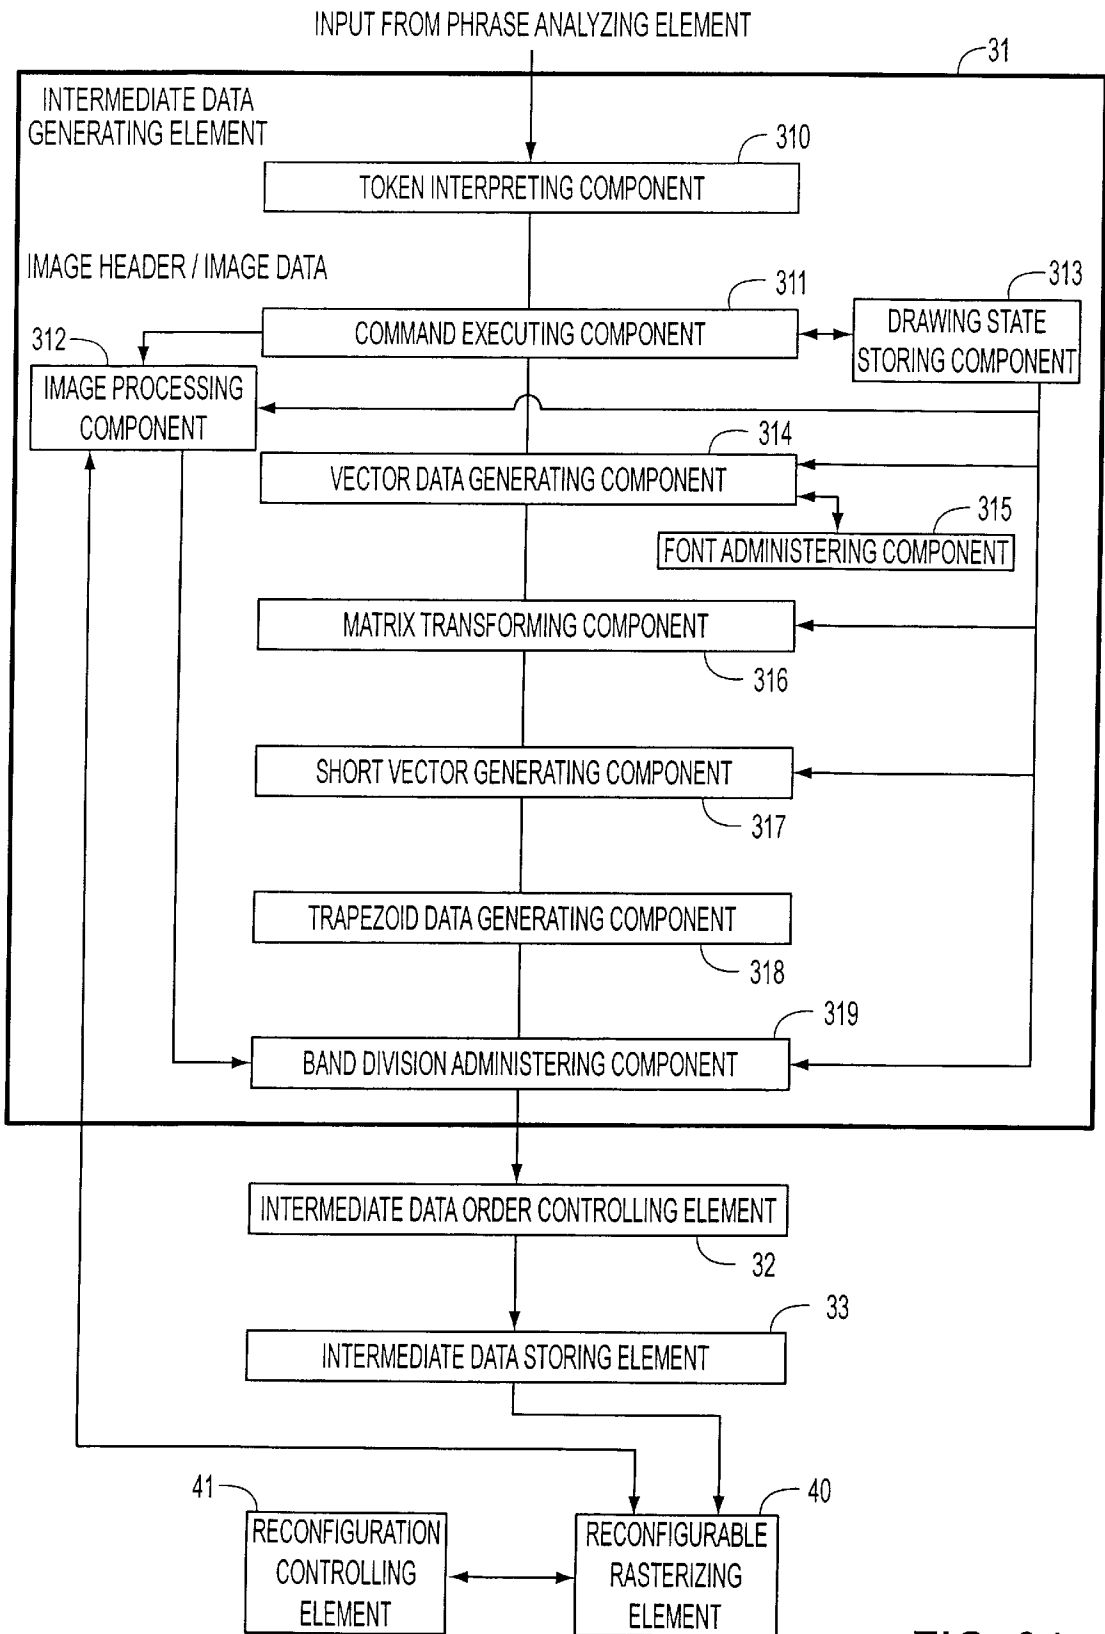 INPUT FROM PHRASE ANALYZING ELEMENT
31
INTERMEDIATE DATA
GENERATING ELEMENT
310
TOKEN INTERPRETING COMPONENT
IMAGE HEADER / IMAGE DATA
311
COMMAND EXECUTING COMPONENT
313
DRAWING STATE
STORING COMPONENT
312
IMAGE PROCESSING
COMPONENT
314
VECTOR DATA GENERATING COMPONENT
315
FONT ADMINISTERING COMPONENT
MATRIX TRANSFORMING COMPONENT
316
SHORT VECTOR GENERATING COMPONENT
317
TRAPEZOID DATA GENERATING COMPONENT
318
319
BAND DIVISION ADMINISTERING COMPONENT
INTERMEDIATE DATA ORDER CONTROLLING ELEMENT
32
33
INTERMEDIATE DATA STORING ELEMENT
41
RECONFIGURATION
CONTROLLING
ELEMENT
40
RECONFIGURABLE
RASTERIZING
ELEMENT